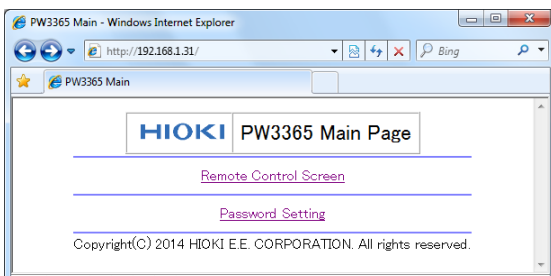 PW3365 Main - Windows Internet Explorer
http://192.168.1.31/
Bing
PW3365 Main
HIOKI PW3365 Main Page
Remote Control Screen
Password Setting
Copyright(C) 2014 HIOKI E.E. CORPORATION. All rights reserved.